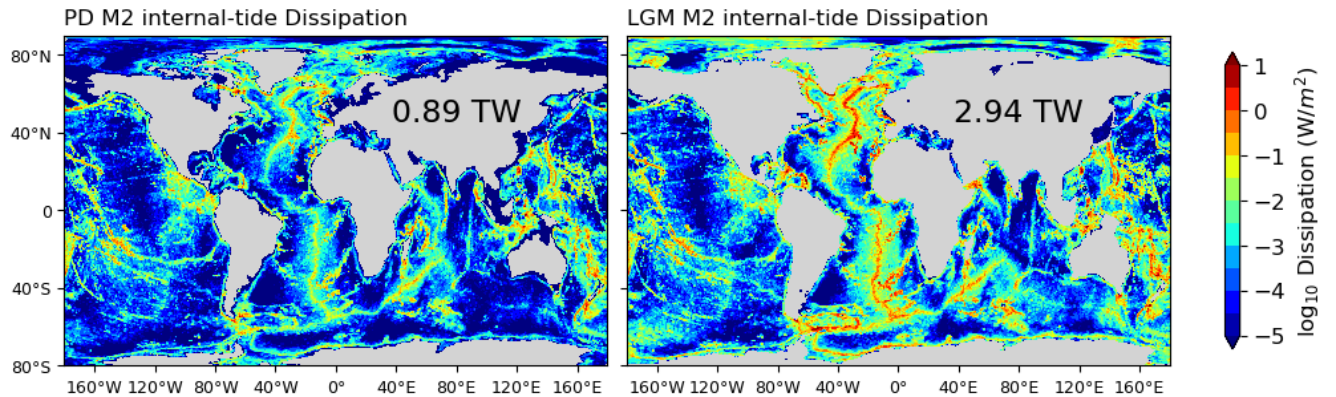 PD M2 internal-tide Dissipation
LGM M2 internal-tide Dissipation
80°N
40°N
0
40°S
80°S
0.89 TW
2.94 TW
160°W 120°W 80°W 40°W 0° 40°E 80°E 120°E 160°E
160°W 120°W 80°W 40°W 0° 40°E 80°E 120°E 160°E
1
0
−1
−2
−3
−4
−5
log₁₀ Dissipation (W/m²)